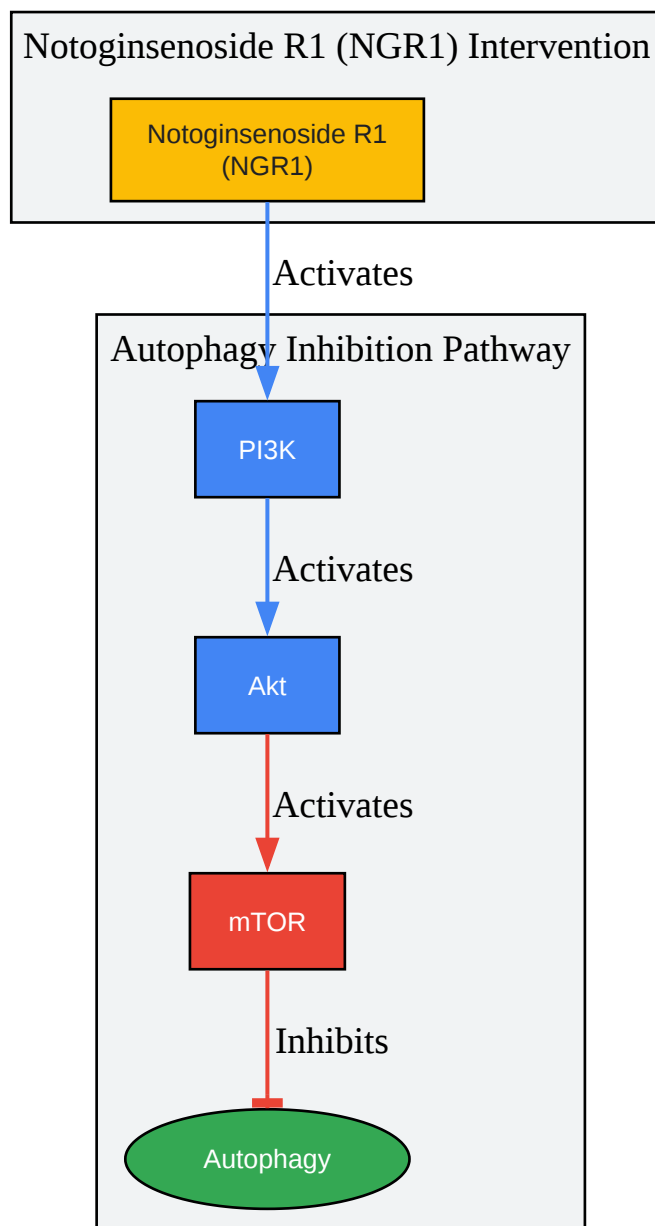 Notoginsenoside R1 (NGR1) Intervention
Notoginsenoside R1
(NGR1)
Activates
Autophagy Inhibition Pathway
PI3K
Activates
Akt
Activates
mTOR
Inhibits
Autophagy